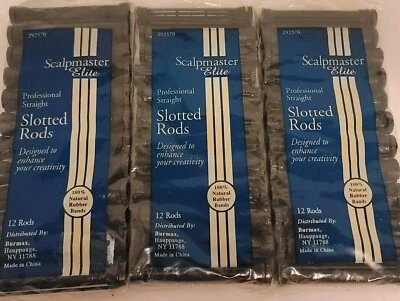 292570
Scalpmaster
Elite
Professional
Straight
Slotted
Rods
Designed to
enhance
your creativity
100%
Natural
Rubber
Bands
12 Rods
Distributed By:
Burmax,
Hauppauge,
NY 11788
Made in China
292570
Scalpmaster
Elite
Professional
Straight
Slotted
Rods
Designed to
enhance
your creativity
100%
Natural
Rubber
Bands
12 Rods
Distributed By:
Burmax,
Hauppauge,
NY 11788
Made in China
292570
Scalpmaster
Elite
Professional
Straight
Slotted
Rods
Designed to
enhance
your creativity
100%
Natural
Rubber
Bands
12 Rods
Distributed By:
Burmax,
Hauppauge,
NY 11788
Made in China